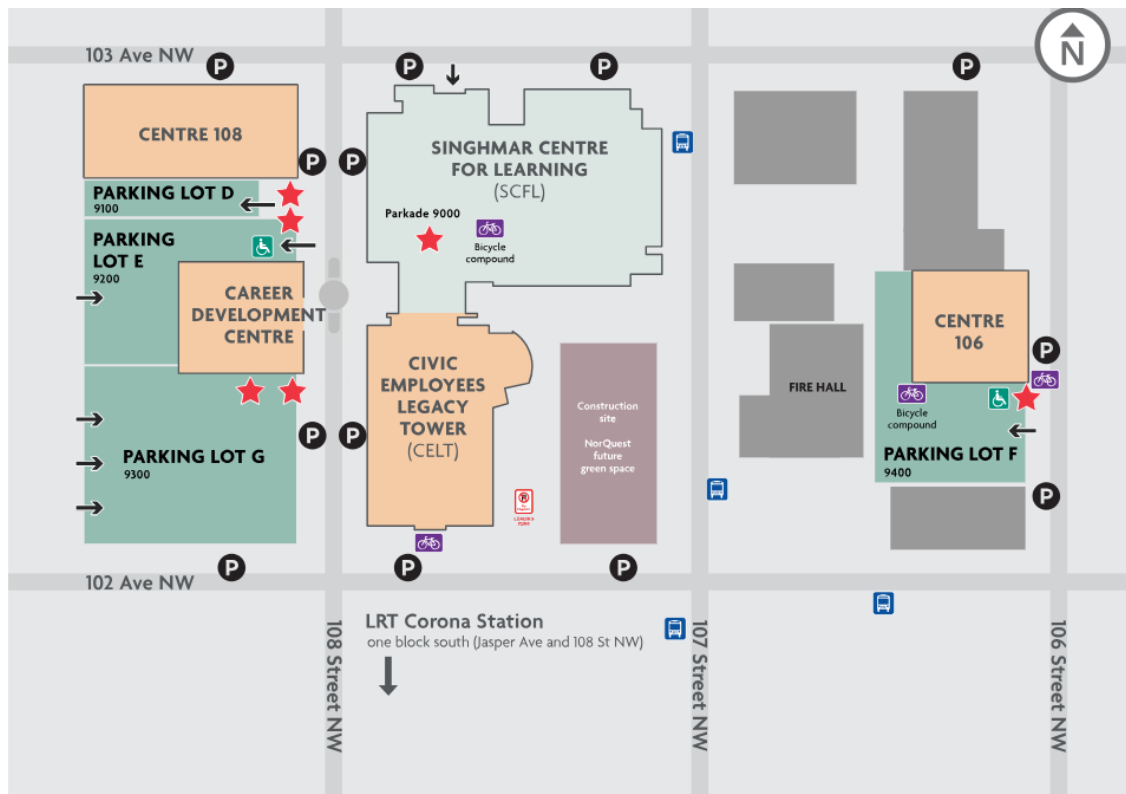 N
103 Ave NW
P
P
P
P
CENTRE 108
P
P
SINGHMAR CENTRE
FOR LEARNING
(SCFL)
PARKING LOT D
9100
Parkade 9000
Bicycle
compound
PARKING
LOT E
9200
CAREER
DEVELOPMENT
CENTRE
CENTRE
106
P
CIVIC
EMPLOYEES
LEGACY
TOWER
(CELT)
FIRE HALL
Construction
site
NorQuest
future
green space
Bicycle
compound
P
P
PARKING LOT G
9300
PARKING LOT F
9400
P
P
P
P
P
102 Ave NW
LRT Corona Station
one block south (Jasper Ave and 108 St NW)
108 Street NW
107 Street NW
106 Street NW